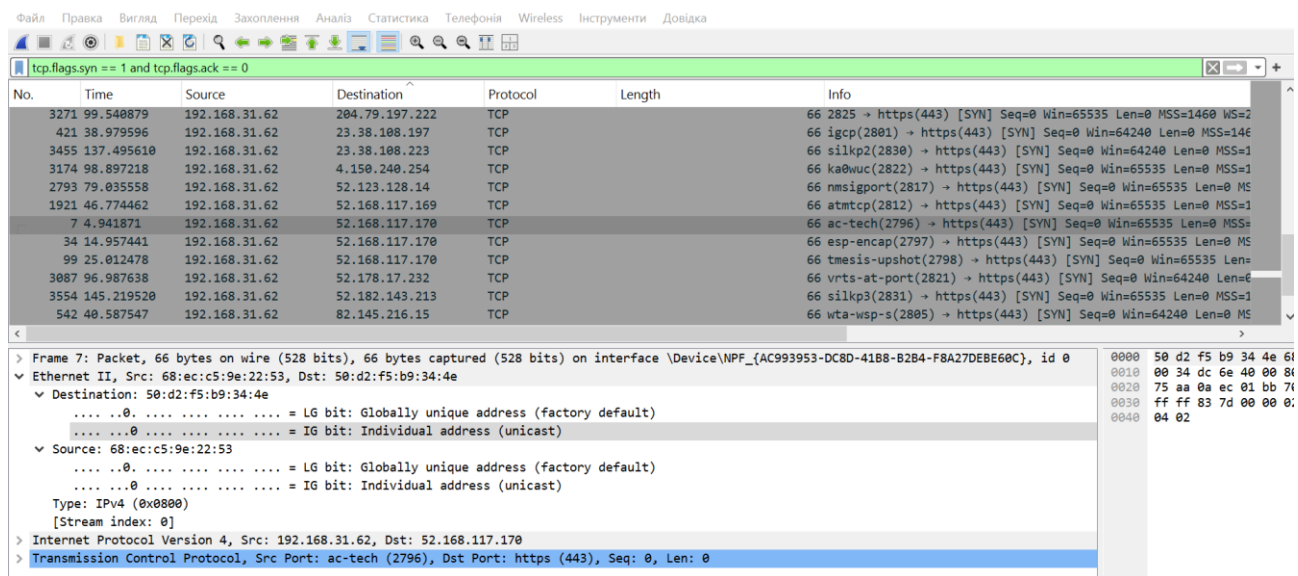 Файл Правка Вигляд Перехід Захоплення Аналіз Статистика Телефонія Wireless Інструменти Довідка
tcp.flags.syn == 1 and tcp.flags.ack == 0
No. Time Source Destination Protocol Length Info
3271 99.540879 192.168.31.62 204.79.197.222 TCP 66 2825 → https(443) [SYN] Seq=0 Win=65535 Len=0 MSS=1460 WS=2
421 38.979596 192.168.31.62 23.38.108.197 TCP 66 igcp(2801) → https(443) [SYN] Seq=0 Win=64240 Len=0 MSS=146
3455 137.495610 192.168.31.62 23.38.108.223 TCP 66 silkp2(2830) → https(443) [SYN] Seq=0 Win=64240 Len=0 MSS=1
3174 98.897218 192.168.31.62 4.150.240.254 TCP 66 ka0wuc(2822) → https(443) [SYN] Seq=0 Win=65535 Len=0 MSS=1
2793 79.035558 192.168.31.62 52.123.128.14 TCP 66 nmsigport(2817) → https(443) [SYN] Seq=0 Win=65535 Len=0 MS
1921 46.774462 192.168.31.62 52.168.117.169 TCP 66 atmtcp(2812) → https(443) [SYN] Seq=0 Win=65535 Len=0 MSS=1
7 4.941871 192.168.31.62 52.168.117.170 TCP 66 ac-tech(2796) → https(443) [SYN] Seq=0 Win=65535 Len=0 MSS=
34 14.957441 192.168.31.62 52.168.117.170 TCP 66 esp-encap(2797) → https(443) [SYN] Seq=0 Win=65535 Len=0 MS
99 25.012478 192.168.31.62 52.168.117.170 TCP 66 tmesis-upshot(2798) → https(443) [SYN] Seq=0 Win=65535 Len=
3087 96.987638 192.168.31.62 52.178.17.232 TCP 66 vrts-at-port(2821) → https(443) [SYN] Seq=0 Win=64240 Len=0
3554 145.219520 192.168.31.62 52.182.143.213 TCP 66 silkp3(2831) → https(443) [SYN] Seq=0 Win=65535 Len=0 MSS=1
542 40.587547 192.168.31.62 82.145.216.15 TCP 66 wta-wsp-s(2805) → https(443) [SYN] Seq=0 Win=64240 Len=0 MS
Frame 7: Packet, 66 bytes on wire (528 bits), 66 bytes captured (528 bits) on interface \Device\NPF_{AC993953-DC8D-41B8-B2B4-F8A27DEBE60C}, id 0
Ethernet II, Src: 68:ec:c5:9e:22:53, Dst: 50:d2:f5:b9:34:4e
Destination: 50:d2:f5:b9:34:4e
.... ..0. .... .... .... .... = LG bit: Globally unique address (factory default)
.... ...0 .... .... .... .... = IG bit: Individual address (unicast)
Source: 68:ec:c5:9e:22:53
.... ..0. .... .... .... .... = LG bit: Globally unique address (factory default)
.... ...0 .... .... .... .... = IG bit: Individual address (unicast)
Type: IPv4 (0x0800)
[Stream index: 0]
Internet Protocol Version 4, Src: 192.168.31.62, Dst: 52.168.117.170
Transmission Control Protocol, Src Port: ac-tech (2796), Dst Port: https (443), Seq: 0, Len: 0
0000 50 d2 f5 b9 34 4e 68
0010 00 34 dc 6e 40 00 80
0020 75 aa 0a ec 01 bb 70
0030 ff ff 83 7d 00 00 02
0040 04 02